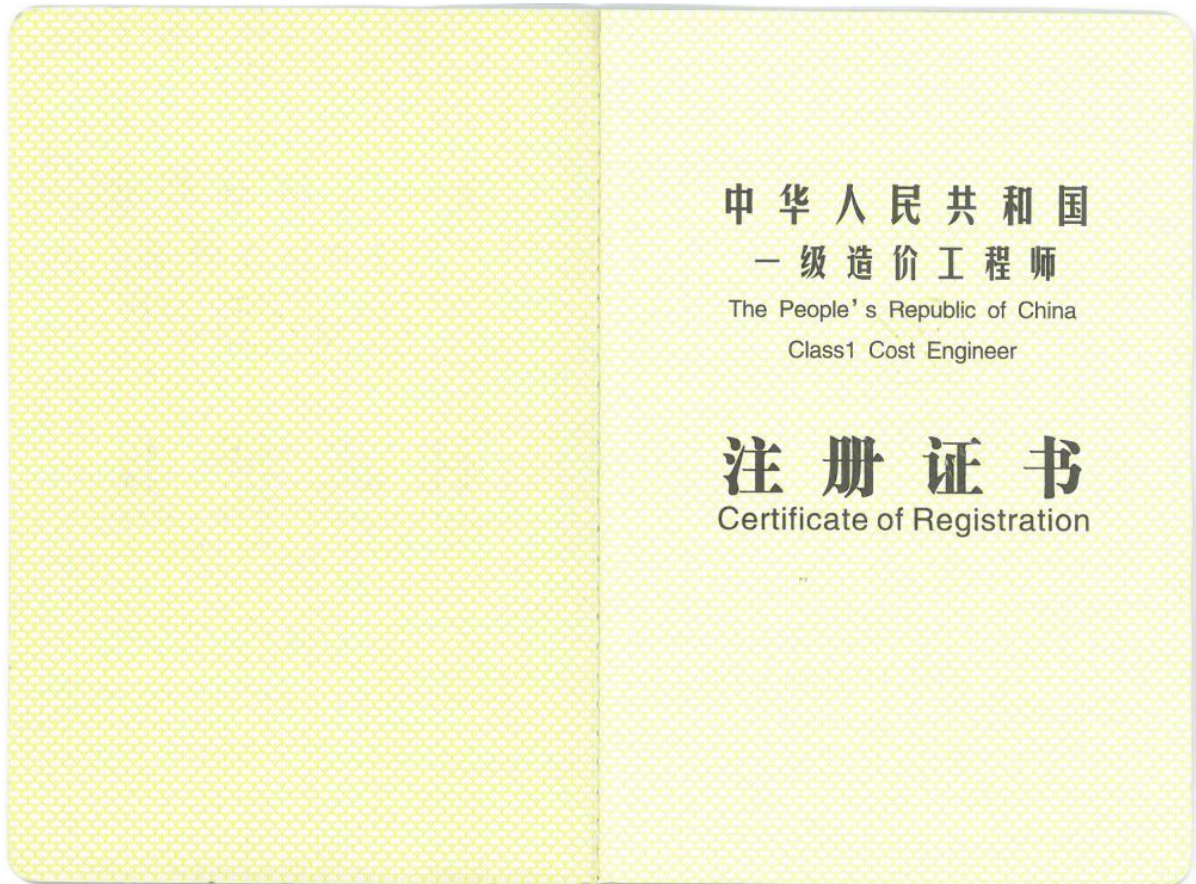 中华人民共和国
一级造价工程师
The People's Republic of China
Class1 Cost Engineer
注册证书
Certificate of Registration